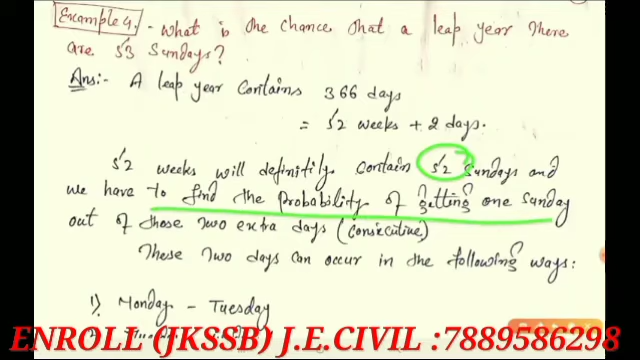 Example 4. - What is the chance that a leap year there
are 53 Sundays?
Ans:- A leap year contains 366 days
= 52 weeks + 2 days.
52 weeks will definitily contain 52 Sundays and
we have to find the probability of getting one Sunday
out of those two extra days (consecutive)
These two days can occur in the following ways:
1) Monday - Tuesday
ENROLL (JKSSB) J.E.CIVIL :7889586298